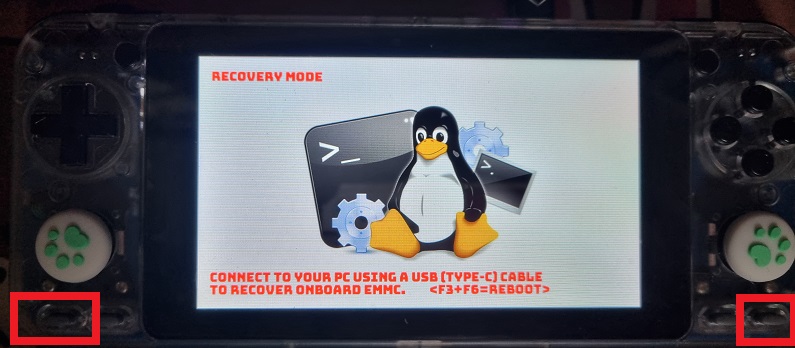 RECOVERY MODE
>_
>.
CONNECT TO YOUR PC USING A USB (TYPE-C) CABLE
TO RECOVER ONBOARD EMMC. <F3+F6=REBOOT>